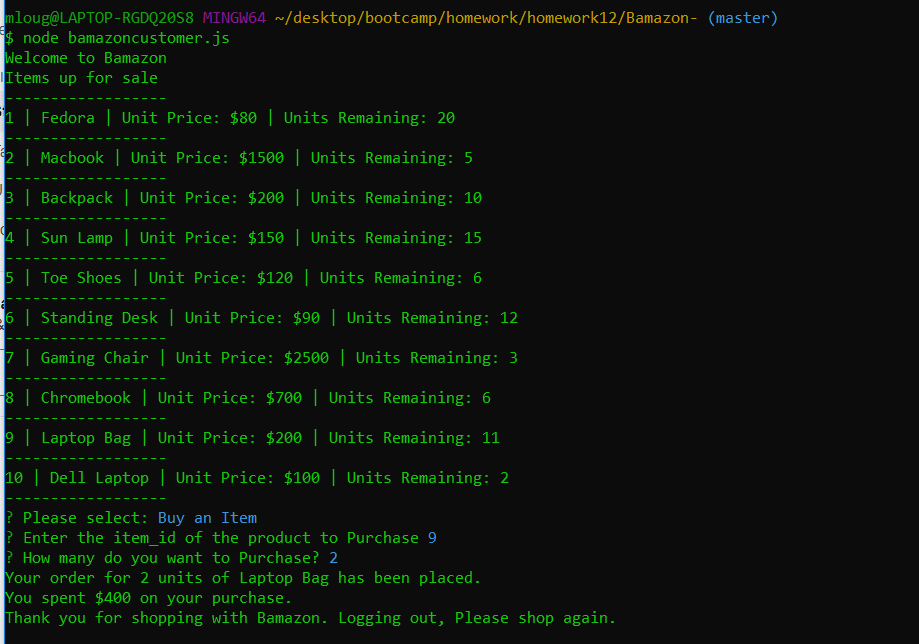 mloug@LAPTOP-RGDQ20S8 MINGW64 ~/desktop/bootcamp/homework/homework12/Bamazon- (master)
$ node bamazoncustomer.js
Welcome to Bamazon
Items up for sale
------------------
1 | Fedora | Unit Price: $80 | Units Remaining: 20
------------------
2 | Macbook | Unit Price: $1500 | Units Remaining: 5
------------------
3 | Backpack | Unit Price: $200 | Units Remaining: 10
------------------
4 | Sun Lamp | Unit Price: $150 | Units Remaining: 15
------------------
5 | Toe Shoes | Unit Price: $120 | Units Remaining: 6
------------------
6 | Standing Desk | Unit Price: $90 | Units Remaining: 12
------------------
7 | Gaming Chair | Unit Price: $2500 | Units Remaining: 3
------------------
8 | Chromebook | Unit Price: $700 | Units Remaining: 6
------------------
9 | Laptop Bag | Unit Price: $200 | Units Remaining: 11
------------------
10 | Dell Laptop | Unit Price: $100 | Units Remaining: 2
------------------
? Please select: Buy an Item
? Enter the item_id of the product to Purchase 9
? How many do you want to Purchase? 2
Your order for 2 units of Laptop Bag has been placed.
You spent $400 on your purchase.
Thank you for shopping with Bamazon. Logging out, Please shop again.